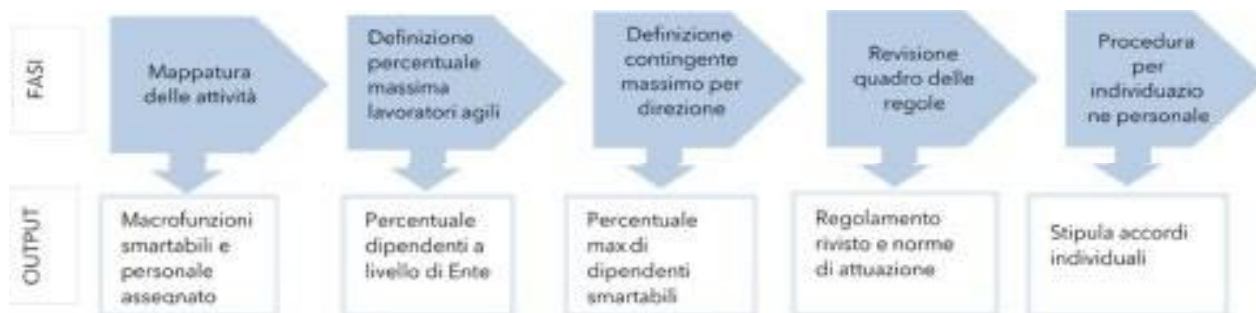 FASI
Mappatura
delle attività
Definizione
percentuale
massima
lavoratori agili
Definizione
contingente
massimo per
direzione
Revisione
quadro delle
regole
Procedura
per
individuazio
ne personale
OUTPUT
Macrofunzioni
smartabili e
personale
assegnato
Percentuale
dipendenti a
livello di Ente
Percentuale
max di
dipendenti
smartabili
Regolamento
rivisto e norme
di attuazione
Stipula accordi
individuali